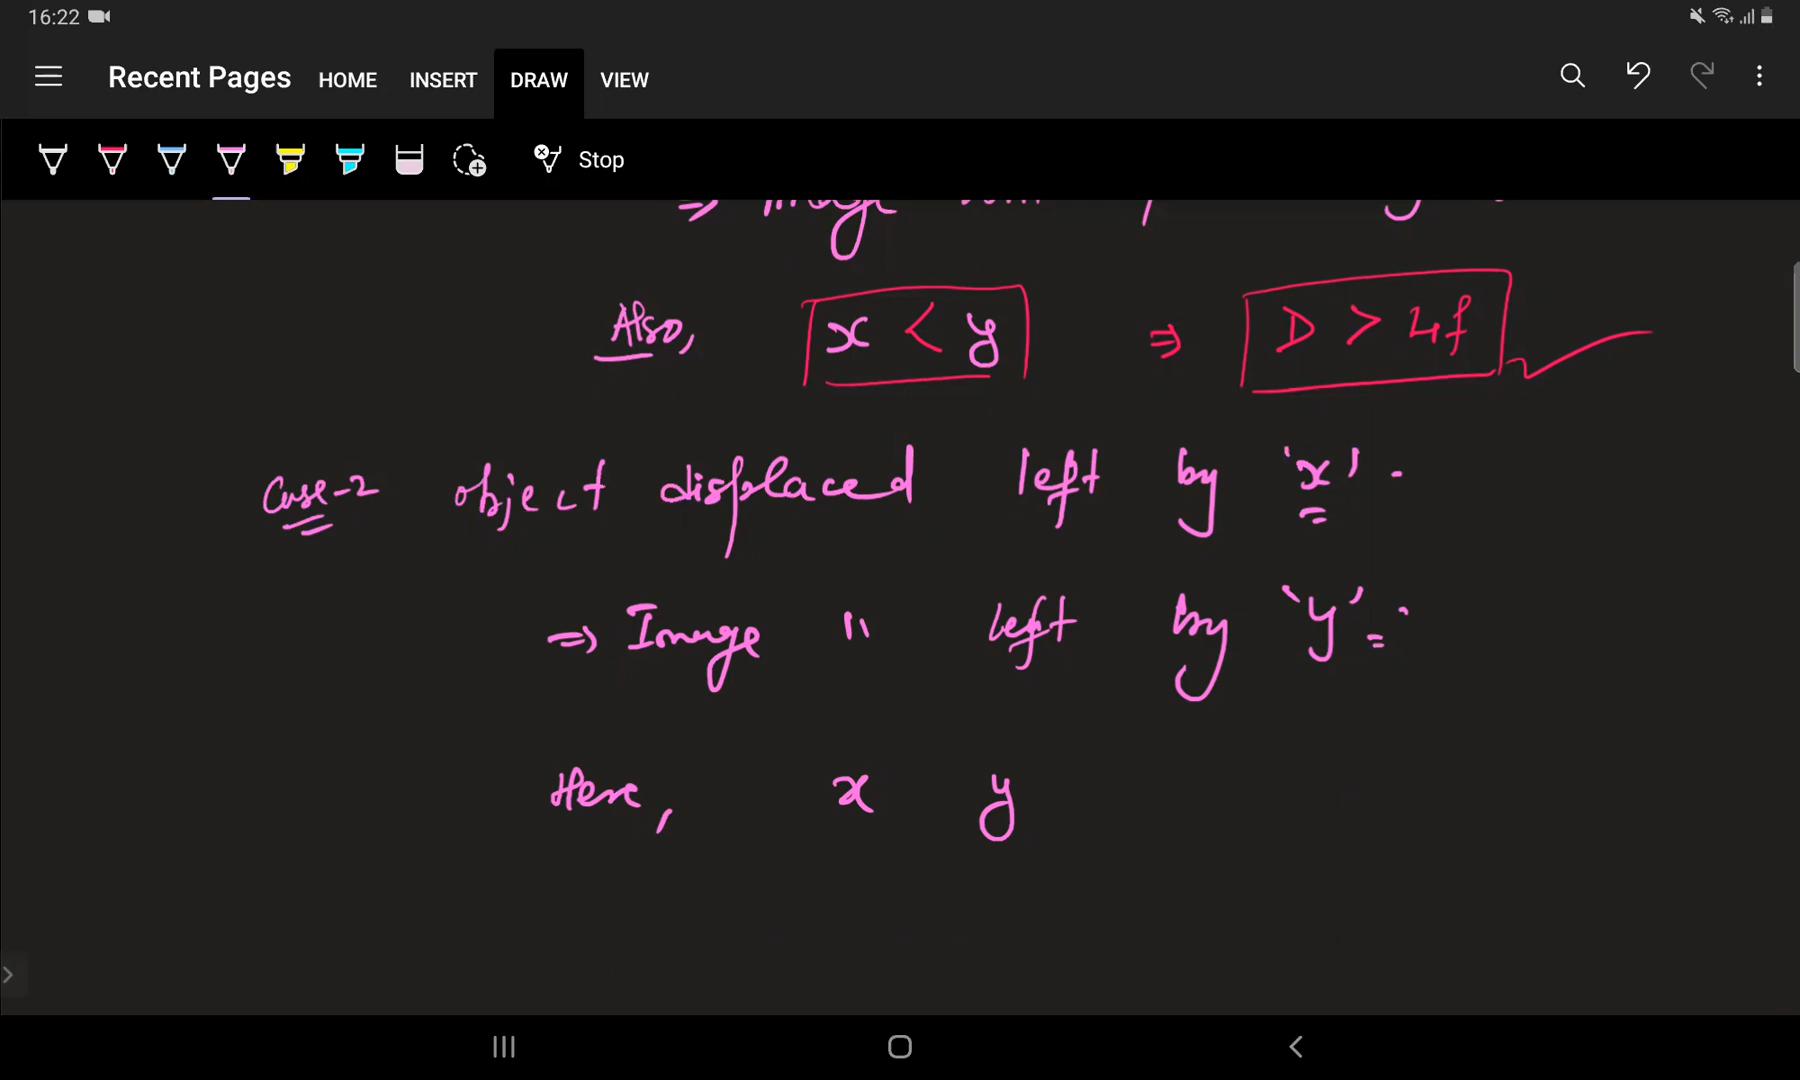 16:22
Recent Pages HOME INSERT DRAW VIEW
Stop
⇒ Image
Also, x < y ⇒ D > 4f
Case-2 object displaced left by 'x' .
⇒ Image " left by 'y' .
Here, x y